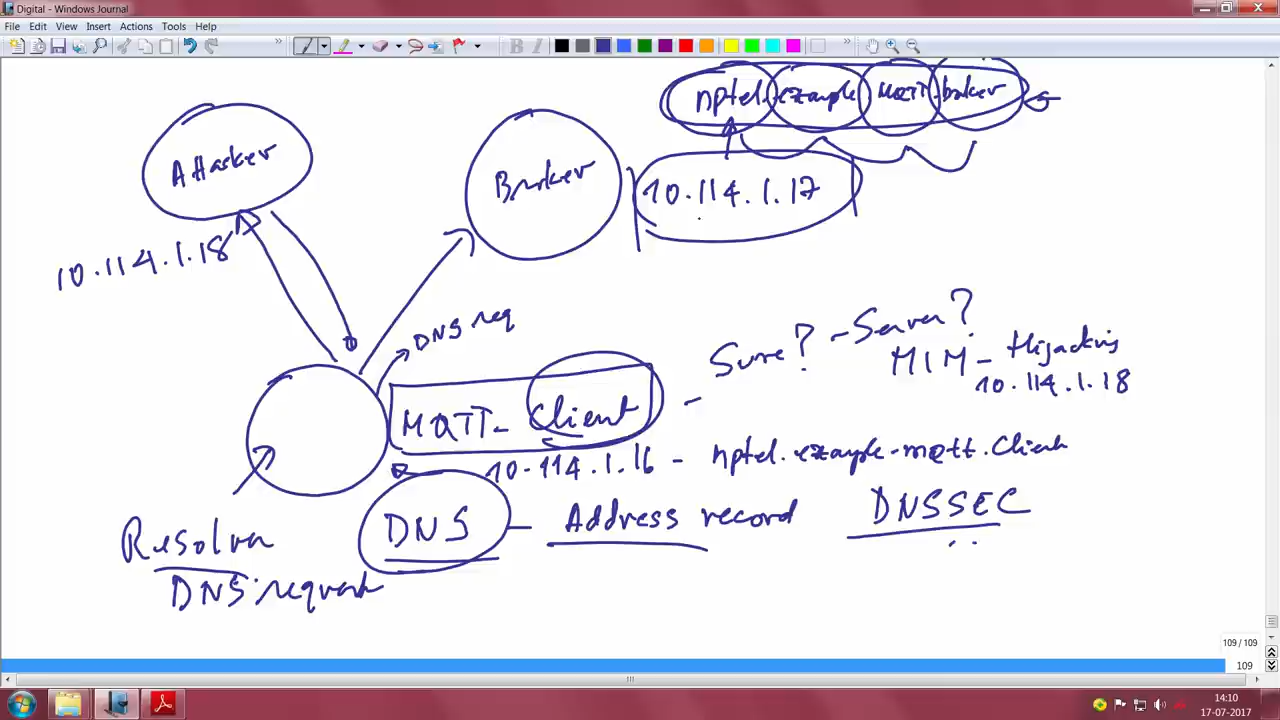 Digital - Windows Journal
File Edit View Insert Actions Tools Help
B I
nptel. example MQTT. broker
Attacker
Broker
10.114.1.17
10.114.1.18
DNS req
Sure? - Server?
MIM - Hijacking
10.114.1.18
MQTT - Client
10.114.1.16 - nptel.example-mqtt.Client
DNS - Address record DNSSEC
Resolver
DNS request
109 / 109
109
14:10
17-07-2017